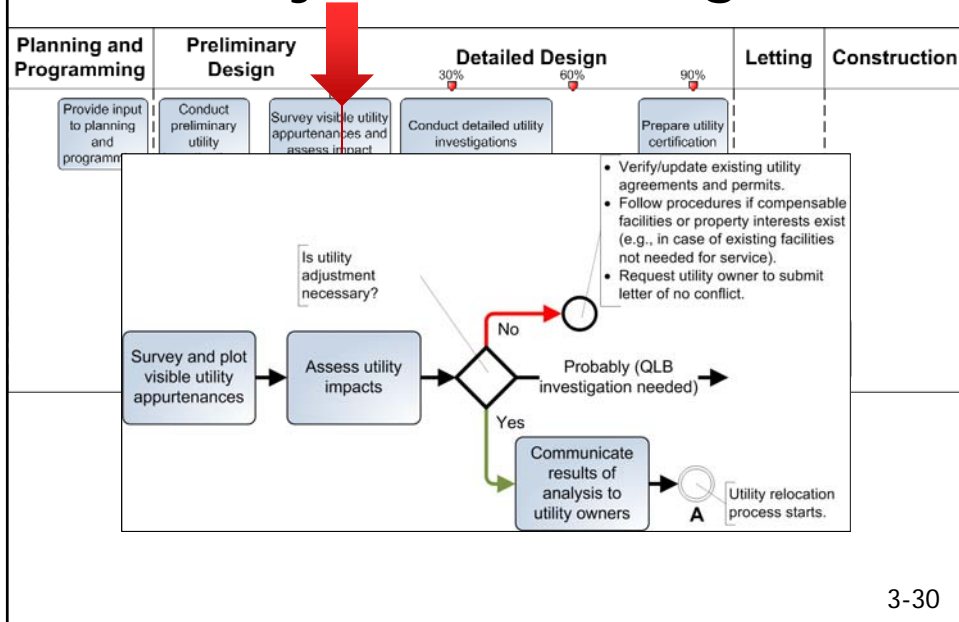 Planning and
Programming
Preliminary
Design
Detailed Design
30%
60%
90%
Letting
Construction
Provide input
to planning
and
Conduct
preliminary
utility
Survey visible utility
appurtenances and
assess impact
Conduct detailed utility
investigations
Prepare utility
certification
• Verify/update existing utility
agreements and permits.
• Follow procedures if compensable
facilities or property interests exist
(e.g., in case of existing facilities
not needed for service).
• Request utility owner to submit
letter of no conflict.
Is utility
adjustment
necessary?
No
Survey and plot
visible utility
appurtenances
Assess utility
impacts
Probably (QLB
investigation needed)
Yes
Communicate
results of
analysis to
utility owners
A
Utility relocation
process starts.
3-30